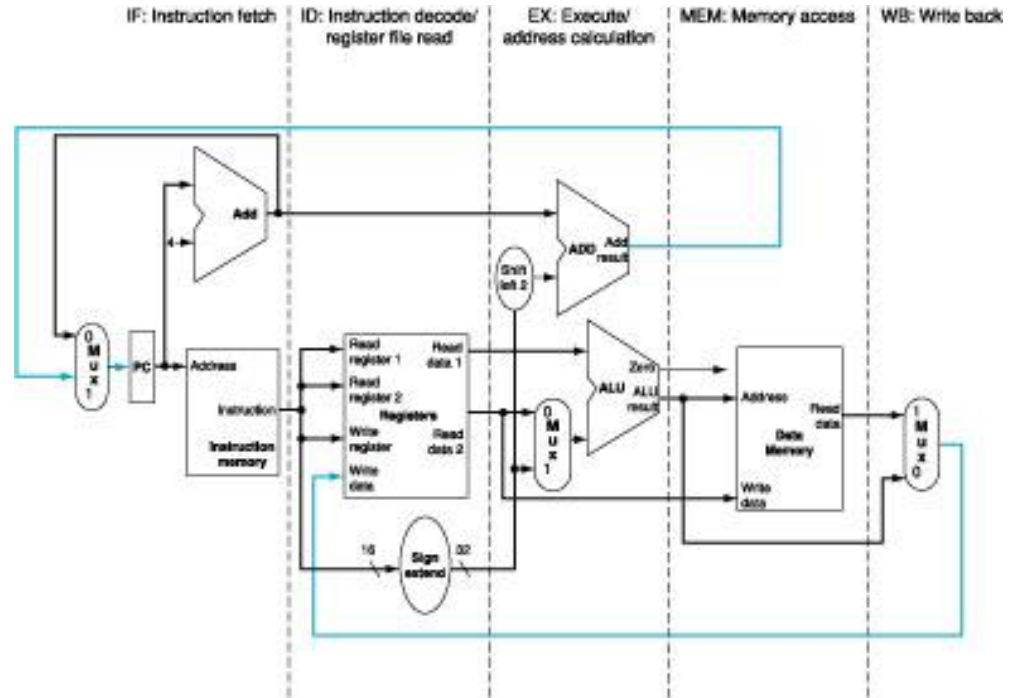 IF: Instruction fetch
ID: Instruction decode/
register file read
EX: Execute/
address calculation
MEM: Memory access
WB: Write back
Add
4
ADD
Add
result
Shift
left 2
0
M
u
x
1
PC
Address
Instruction
Instruction
memory
Read
register 1
Read
register 2
Registers
Write
register
Write
data
Read
data 1
Read
data 2
0
M
u
x
1
Zero
ALU
ALU
result
Address
Read
data
Data
Memory
Write
data
1
M
u
x
0
16
Sign
extend
32